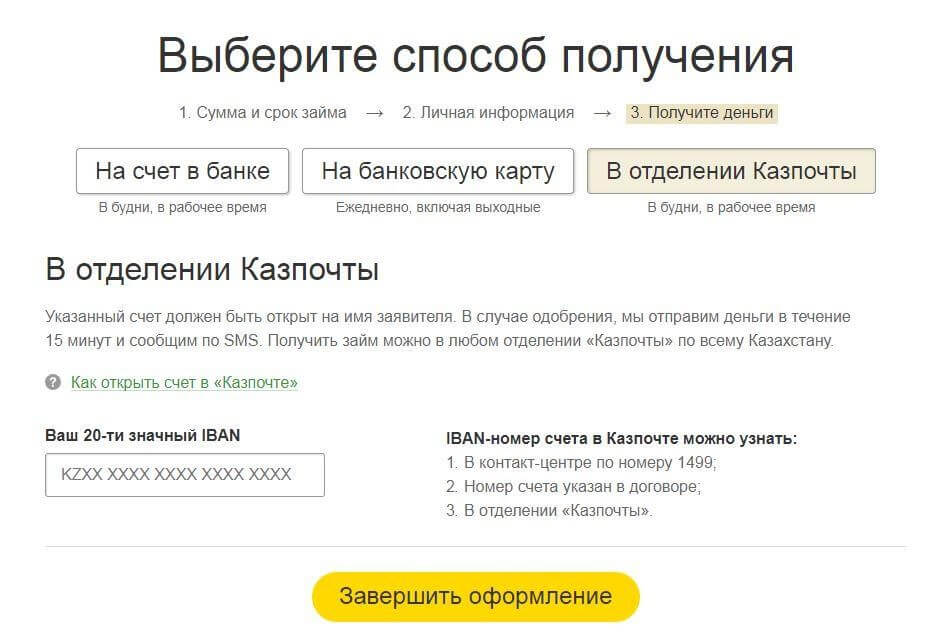 Выберите способ получения
1. Сумма и срок займа → 2. Личная информация → 3. Получите деньги
На счет в банке На банковскую карту В отделении Казпочты
В будни, в рабочее время Ежедневно, включая выходные В будни, в рабочее время
В отделении Казпочты
Указанный счет должен быть открыт на имя заявителя. В случае одобрения, мы отправим деньги в течение
15 минут и сообщим по SMS. Получить займ можно в любом отделении «Казпочты» по всему Казахстану.
? Как открыть счет в «Казпочте»
Ваш 20-ти значный IBAN
KZXX XXXX XXXX XXXX XXXX
IBAN-номер счета в Казпочте можно узнать:
1. В контакт-центре по номеру 1499;
2. Номер счета указан в договоре;
3. В отделении «Казпочты».
Завершить оформление